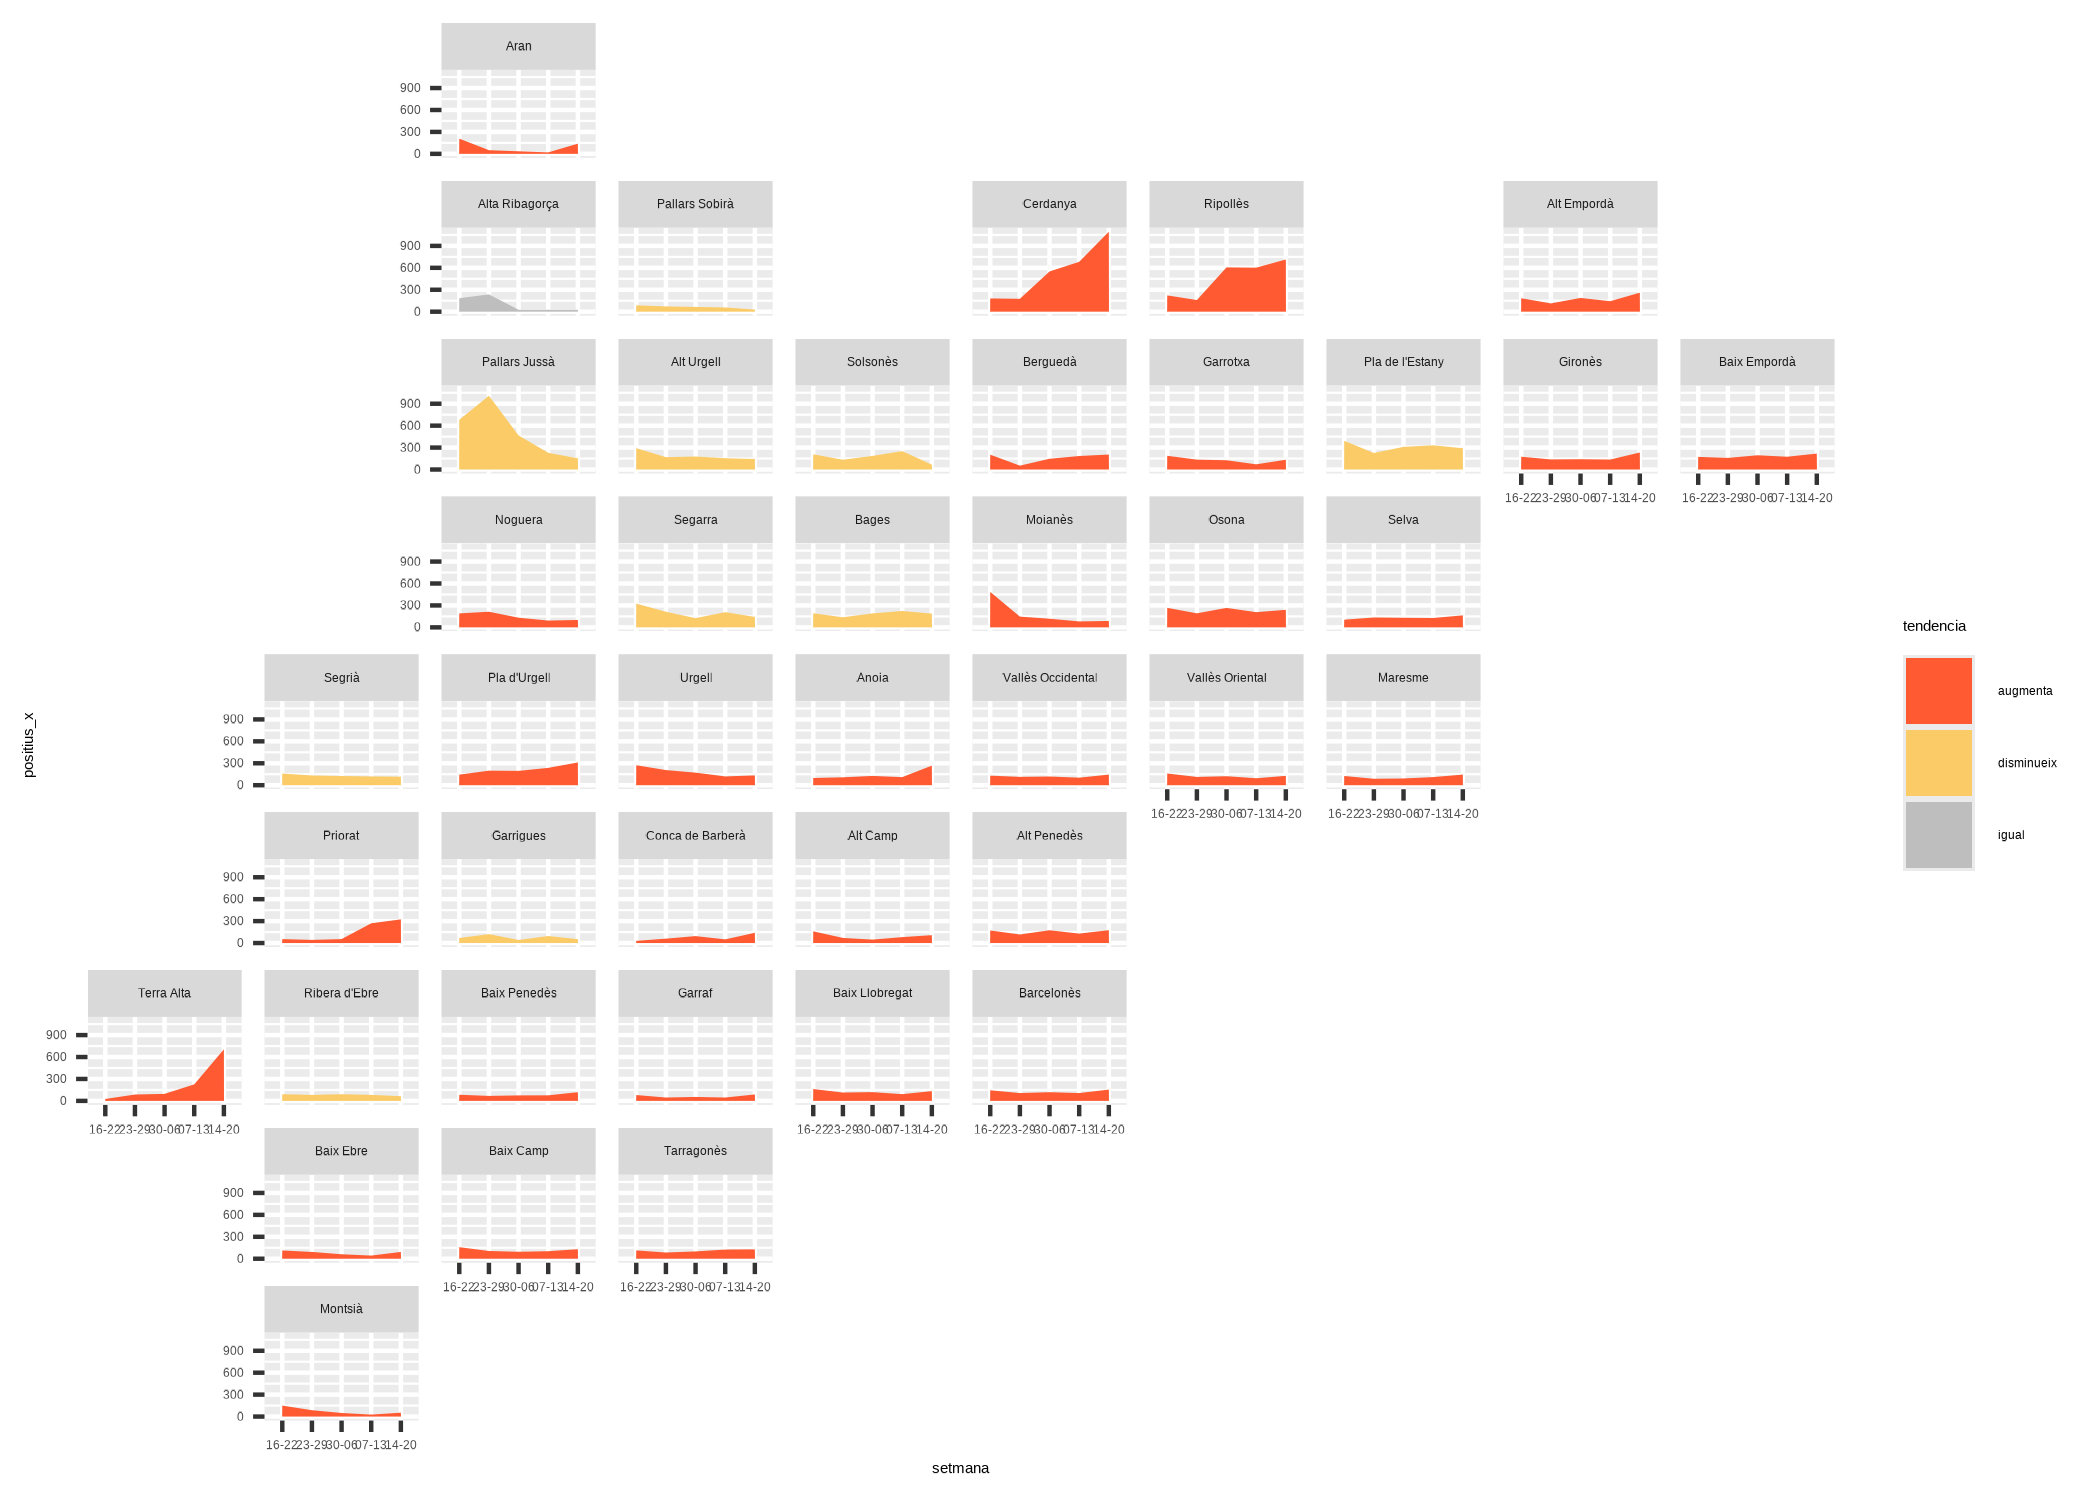 Aran
900
600
300
0
Alta Ribagorça Pallars Sobirà Cerdanya Ripollès Alt Empordà
900
600
300
0
Pallars Jussà Alt Urgell Solsonès Berguedà Garrotxa Pla de l'Estany Gironès Baix Empordà
900
600
300
0
16-22 23-29 30-06 07-13 14-20 16-22 23-29 30-06 07-13 14-20
Noguera Segarra Bages Moianès Osona Selva
900
600
300
0
tendencia
augmenta
disminueix
igual
Segrià Pla d'Urgell Urgell Anoia Vallès Occidental Vallès Oriental Maresme
900
600
300
0
16-22 23-29 30-06 07-13 14-20 16-22 23-29 30-06 07-13 14-20
positius_x
Priorat Garrigues Conca de Barberà Alt Camp Alt Penedès
900
600
300
0
Terra Alta Ribera d'Ebre Baix Penedès Garraf Baix Llobregat Barcelonès
900
600
300
0
16-22 23-29 30-06 07-13 14-20 16-22 23-29 30-06 07-13 14-20 16-22 23-29 30-06 07-13 14-20
Baix Ebre Baix Camp Tarragonès
900
600
300
0
16-22 23-29 30-06 07-13 14-20 16-22 23-29 30-06 07-13 14-20
Montsià
900
600
300
0
16-22 23-29 30-06 07-13 14-20
setmana